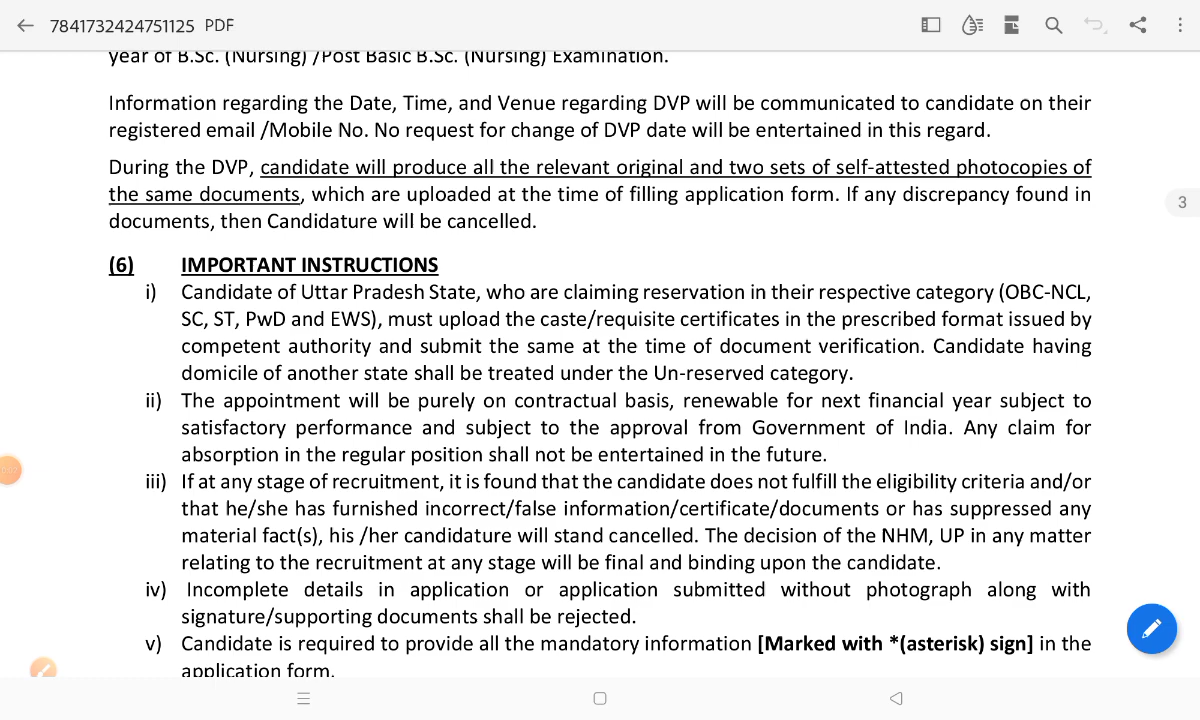 7841732424751125 PDF
year of B.Sc. (Nursing) /Post Basic B.Sc. (Nursing) Examination.
Information regarding the Date, Time, and Venue regarding DVP will be communicated to candidate on their
registered email /Mobile No. No request for change of DVP date will be entertained in this regard.
During the DVP, candidate will produce all the relevant original and two sets of self-attested photocopies of
the same documents, which are uploaded at the time of filling application form. If any discrepancy found in
documents, then Candidature will be cancelled.
3
(6) IMPORTANT INSTRUCTIONS
i) Candidate of Uttar Pradesh State, who are claiming reservation in their respective category (OBC-NCL,
SC, ST, PwD and EWS), must upload the caste/requisite certificates in the prescribed format issued by
competent authority and submit the same at the time of document verification. Candidate having
domicile of another state shall be treated under the Un-reserved category.
ii) The appointment will be purely on contractual basis, renewable for next financial year subject to
satisfactory performance and subject to the approval from Government of India. Any claim for
absorption in the regular position shall not be entertained in the future.
iii) If at any stage of recruitment, it is found that the candidate does not fulfill the eligibility criteria and/or
that he/she has furnished incorrect/false information/certificate/documents or has suppressed any
material fact(s), his /her candidature will stand cancelled. The decision of the NHM, UP in any matter
relating to the recruitment at any stage will be final and binding upon the candidate.
iv) Incomplete details in application or application submitted without photograph along with
signature/supporting documents shall be rejected.
v) Candidate is required to provide all the mandatory information [Marked with *(asterisk) sign] in the
application form.